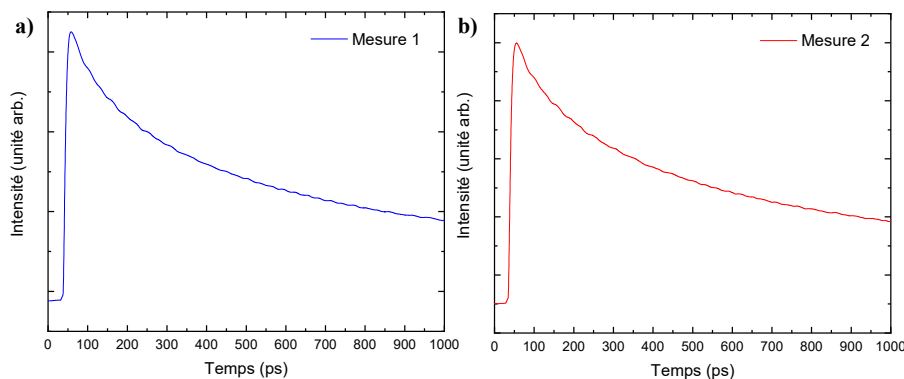 a)
Mesure 1
Intensité (unité arb.)
0 100 200 300 400 500 600 700 800 900 1000
Temps (ps)
b)
Mesure 2
Intensité (unité arb.)
0 100 200 300 400 500 600 700 800 900 1000
Temps (ps)